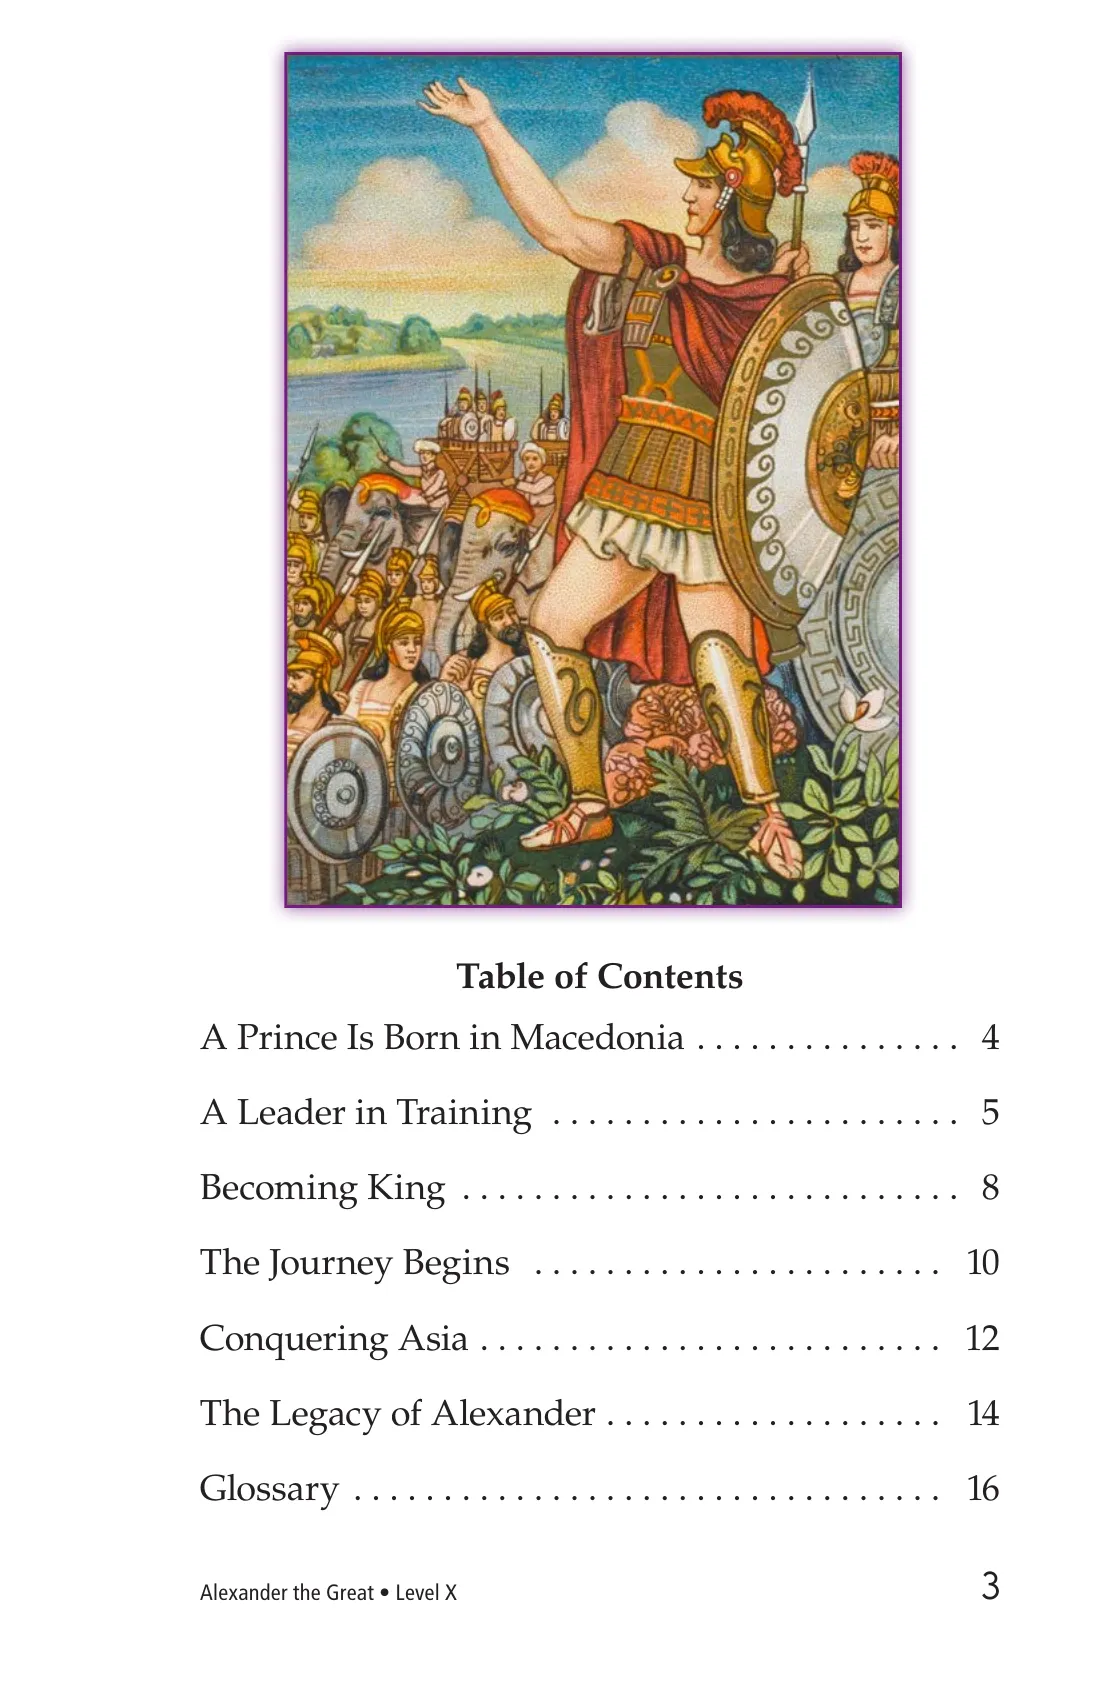 Table of Contents
A Prince Is Born in Macedonia . . . . . . . . . . . . . . . 4
A Leader in Training . . . . . . . . . . . . . . . . . . . . . . . 5
Becoming King . . . . . . . . . . . . . . . . . . . . . . . . . . . . 8
The Journey Begins . . . . . . . . . . . . . . . . . . . . . . . 10
Conquering Asia . . . . . . . . . . . . . . . . . . . . . . . . . . 12
The Legacy of Alexander . . . . . . . . . . . . . . . . . . . 14
Glossary . . . . . . . . . . . . . . . . . . . . . . . . . . . . . . . . . 16
Alexander the Great • Level X 3